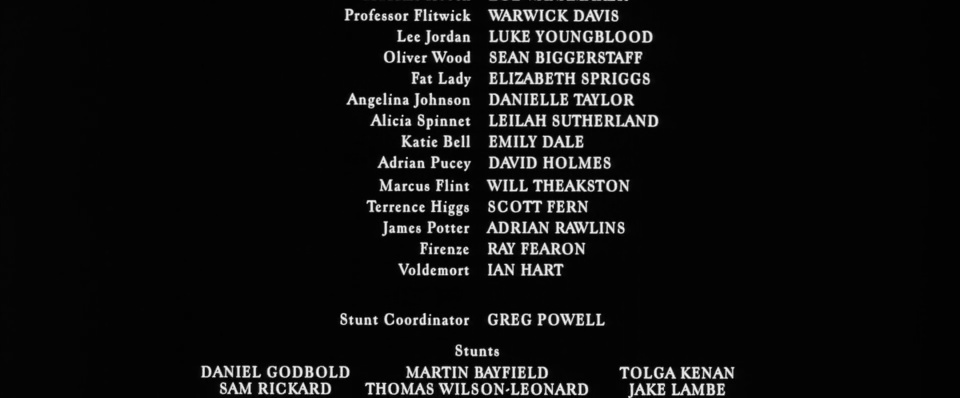 Professor Flitwick WARWICK DAVIS
Lee Jordan LUKE YOUNGBLOOD
Oliver Wood SEAN BIGGERSTAFF
Fat Lady ELIZABETH SPRIGGS
Angelina Johnson DANIELLE TAYLOR
Alicia Spinnet LEILAH SUTHERLAND
Katie Bell EMILY DALE
Adrian Pucey DAVID HOLMES
Marcus Flint WILL THEAKSTON
Terrence Higgs SCOTT FERN
James Potter ADRIAN RAWLINS
Firenze RAY FEARON
Voldemort IAN HART
Stunt Coordinator GREG POWELL
Stunts
DANIEL GODBOLD MARTIN BAYFIELD TOLGA KENAN
SAM RICKARD THOMAS WILSON-LEONARD JAKE LAMBE